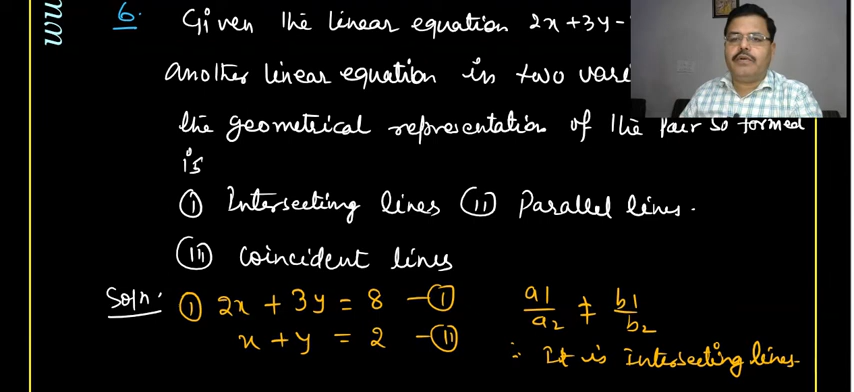 6. Given the linear equation 2x + 3y -
another linear equation in two vari
the geometrical representation of the pair so formed
is
(i) Intersecting lines (ii) Parallel lines.
(iii) Coincident lines
Soln: (i) 2x + 3y = 8 — (i) a1/a2 ≠ b1/b2
x + y = 2 — (ii) ∴ It is intersecting lines.